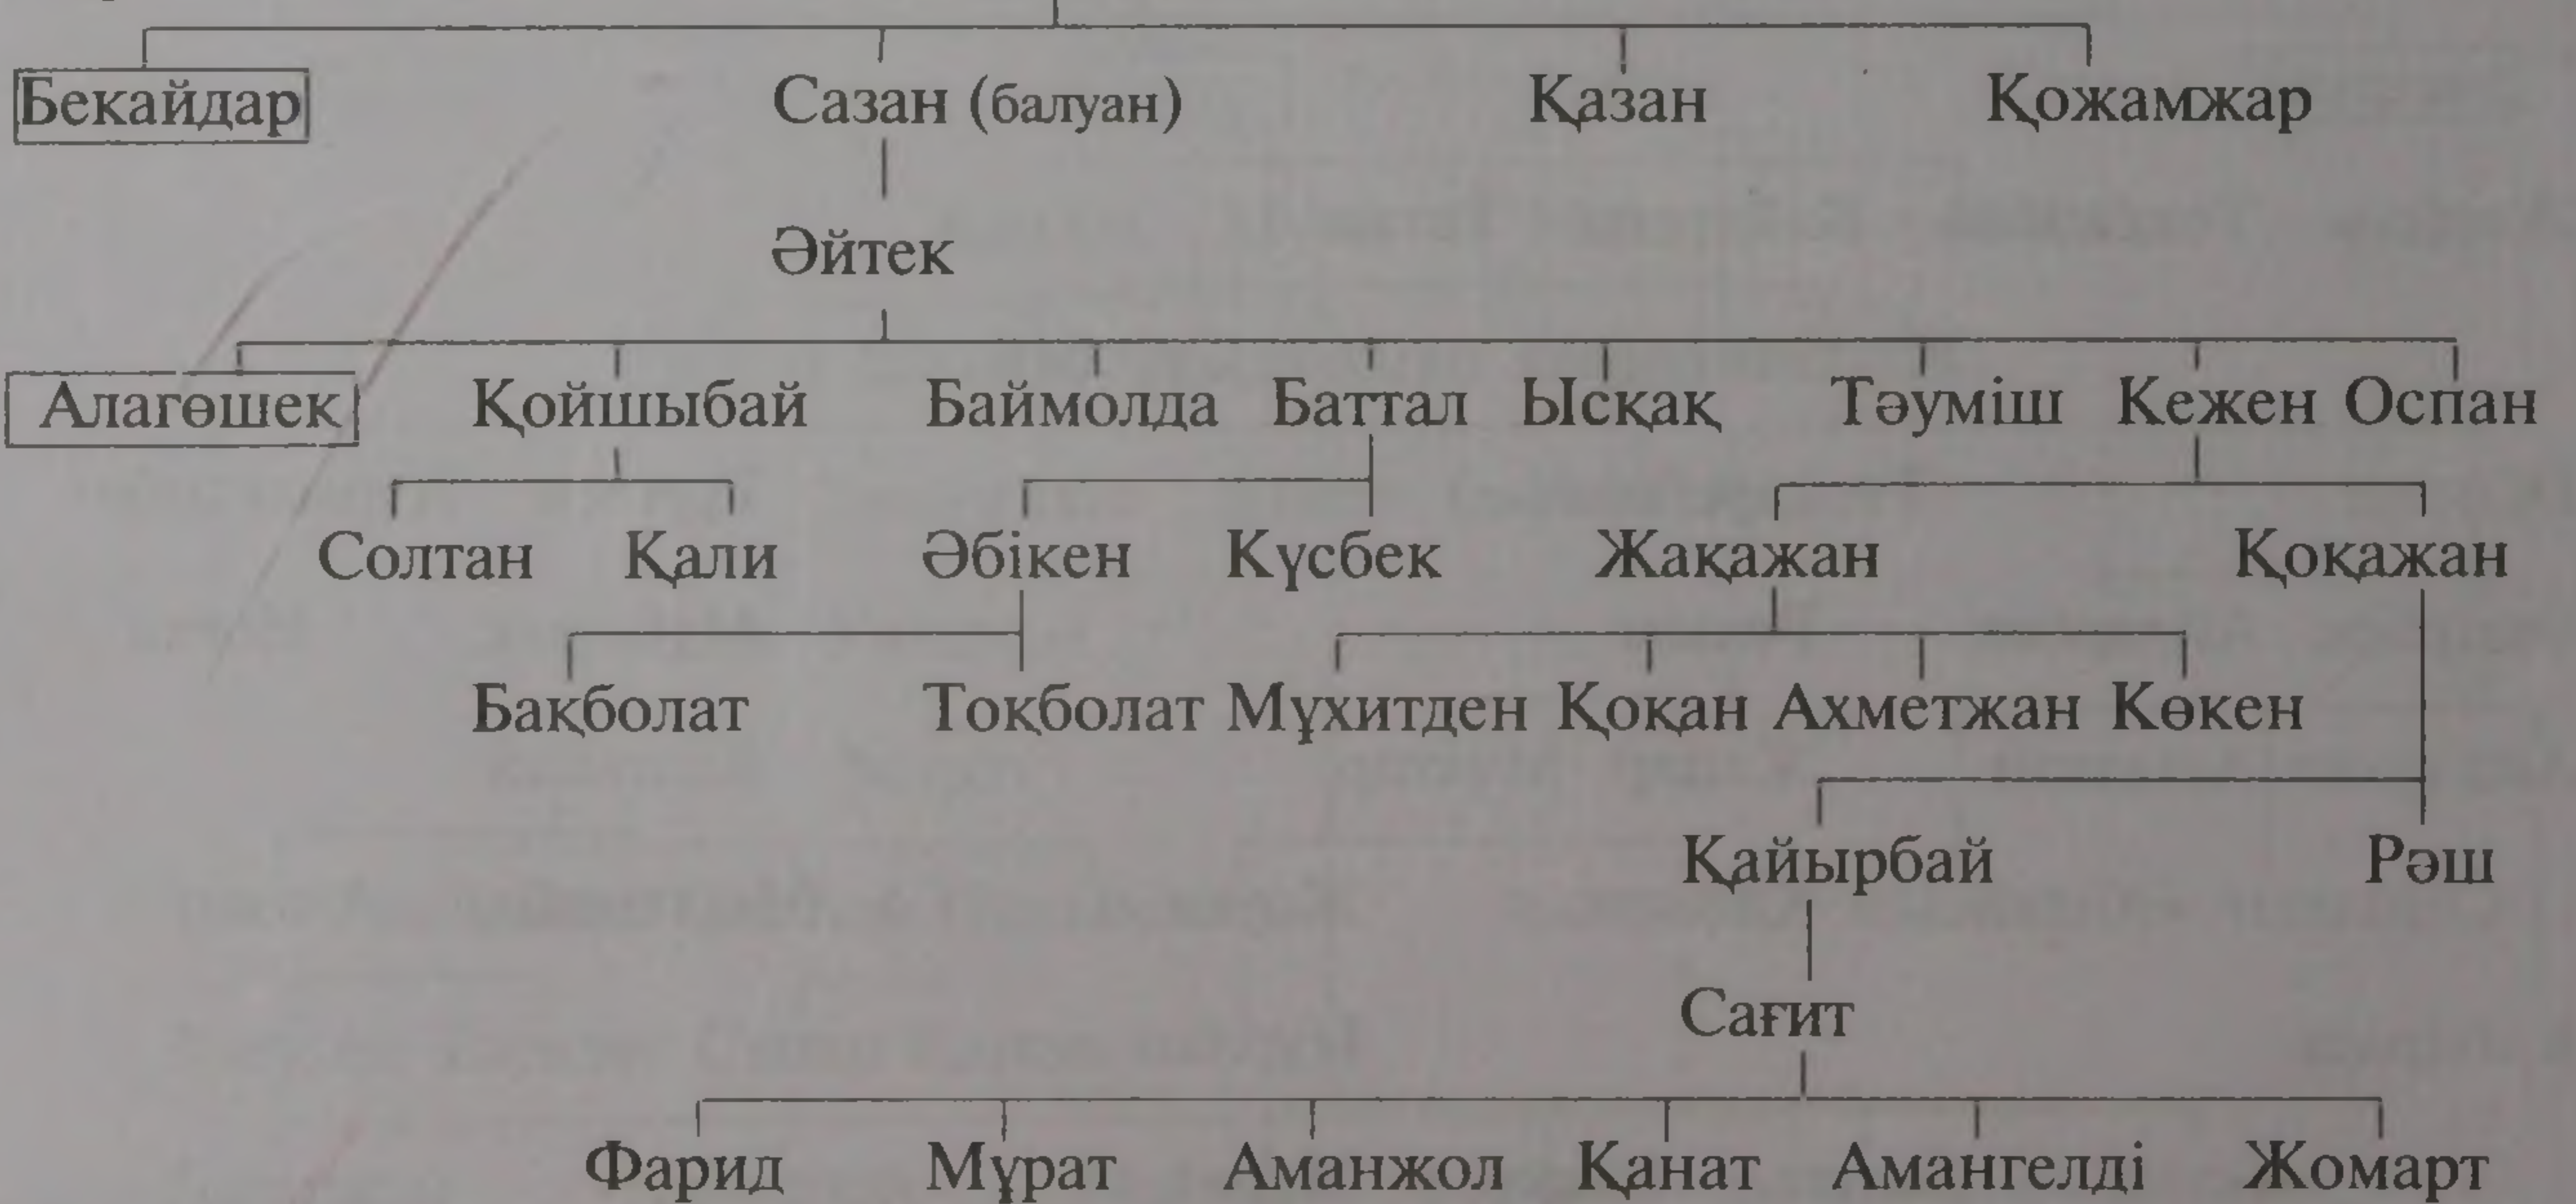 Бекайдар Сазан (балуан) Қазан Қожамжар
Әйтек
Алагөшек Қойшыбай Баймолда Баттал Ысқақ Тәуміш Кежен Оспан
Солтан Қали Әбікен Күсбек Жақажан Қоқажан
Бақболат Тоқболат Мұхитден Қоқан Ахметжан Көкен
Қайырбай Рәш
Сағит
Фарид Мұрат Аманжол Қанат Амангелді Жомарт